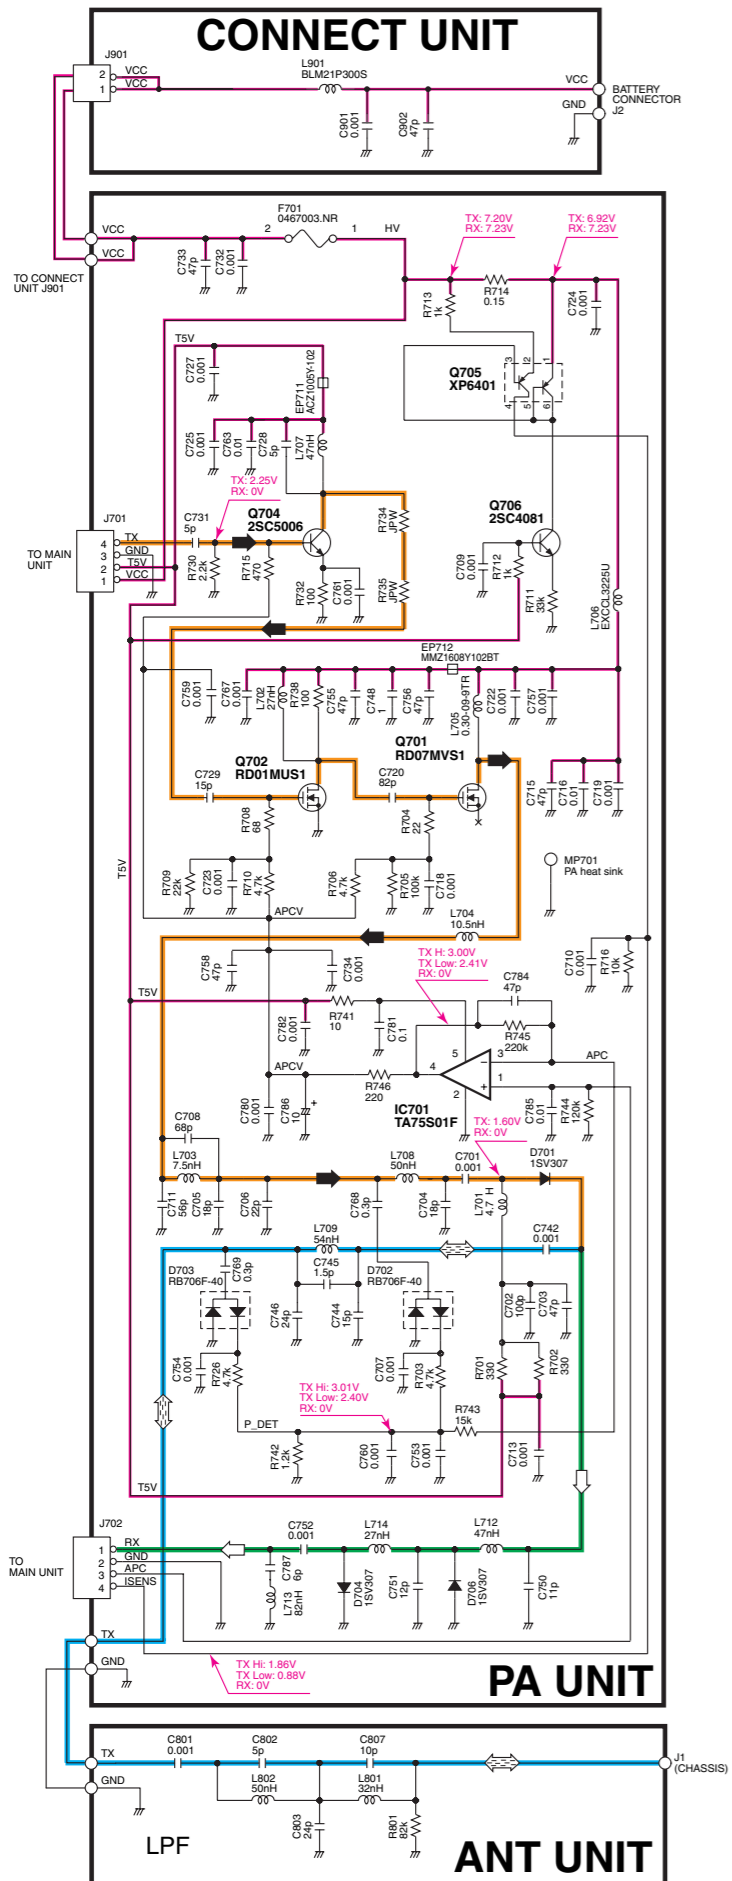 CONNECT UNIT
J901
2
1
VCC
VCC
L901
BLM21P300S
VCC
BATTERY
CONNECTOR
J2
GND
C901
0.001
C902
47p
VCC
VCC
TO CONNECT
UNIT J901
C733
47p
C732
0.001
F701
0467003.NR
2
1
HV
TX: 7.20V
RX: 7.23V
TX: 6.92V
RX: 7.23V
R713
1k
R714
0.15
C724
0.001
T5V
C727
0.001
EP711
ACZ1005Y-102
Q705
XP6401
3
2
1
4
5
6
C725
0.001
C763
0.01
C728
5p
L707
47nH
TX: 2.25V
RX: 0V
J701
TO MAIN
UNIT
4
3
2
1
TX
GND
T5V
VCC
C731
5p
Q704
2SC5006
R730
2.2k
R715
470
R732
100
C761
0.001
R734
JPW
R735
JPW
Q706
2SC4081
C709
0.001
R712
1k
R711
33k
L706
EXCCL3225U
EP712
MMZ1608Y102BT
C759
0.001
C767
0.001
L702
27nH
R738
100
C755
47p
C748
1
C756
47p
L705
0.30-09-9TR
C722
0.001
C757
0.001
Q702
RD01MUS1
Q701
RD07MVS1
C729
15p
C720
82p
R708
68
R704
22
C715
47p
C716
0.01
C719
0.001
T5V
R709
22k
C723
0.001
R710
4.7k
R706
4.7k
R705
100k
C718
0.001
MP701
PA heat sink
APCV
L704
10.5nH
C758
47p
C734
0.001
TX H: 3.00V
TX Low: 2.41V
RX: 0V
C784
47p
C710
0.001
R716
10k
T5V
C782
0.001
R741
10
C781
0.1
R745
220k
5
3
4
1
2
APC
APCV
R746
220
IC701
TA75S01F
C780
0.001
C786
10
C785
0.01
R744
120k
TX: 1.60V
RX: 0V
C708
68p
L703
7.5nH
L708
50nH
C701
0.001
D701
1SV307
C711
56p
C705
18p
C706
22p
C768
0.3p
C704
18p
L701
4.7 H
L709
54nH
C742
0.001
D703
RB706F-40
C769
0.3p
C745
1.5p
D702
RB706F-40
C746
24p
C744
15p
C702
100p
C703
47p
C754
0.001
R726
4.7k
C707
0.001
R703
4.7k
R701
330
R702
330
TX Hi: 3.01V
TX Low: 2.40V
RX: 0V
R743
15k
P_DET
R742
1.2k
C760
0.001
C753
0.001
C713
0.001
T5V
J702
TO
MAIN UNIT
1
2
3
4
RX
GND
APC
ISENS
C752
0.001
L714
27nH
L712
47nH
C787
6p
L713
82nH
D704
1SV307
C751
12p
D706
1SV307
C750
11p
TX
GND
TX Hi: 1.86V
TX Low: 0.88V
RX: 0V
PA UNIT
TX
GND
C801
0.001
C802
5p
C807
10p
J1
(CHASSIS)
L802
50nH
L801
32nH
C803
24p
R801
82k
LPF
ANT UNIT